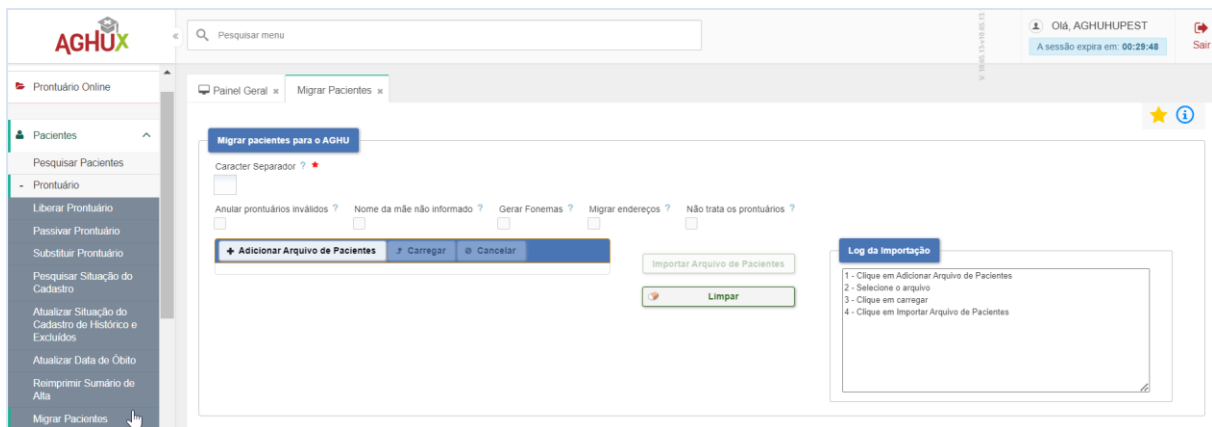 AGHUX
«
Pesquisar menu
Olá, AGHUHUPEST
A sessão expira em: 00:29:48
Sair
Prontuário Online
Painel Geral ×
Migrar Pacientes ×
Pacientes
Pesquisar Pacientes
- Prontuário
Liberar Prontuário
Passivar Prontuário
Substituir Prontuário
Pesquisar Situação do
Cadastro
Atualizar Situação do
Cadastro de Histórico e
Excluídos
Atualizar Data de Óbito
Reimprimir Sumário de
Alta
Migrar Pacientes
Migrar pacientes para o AGHU
Caracter Separador ? *
Anular prontuários inválidos ? Nome da mãe não informado ? Gerar Fonemas ? Migrar endereços ? Não trata os prontuários ?
+ Adicionar Arquivo de Pacientes Carregar Cancelar
Importar Arquivo de Pacientes
Limpar
Log da Importação
1 - Clique em Adicionar Arquivo de Pacientes
2 - Selecione o arquivo
3 - Clique em carregar
4 - Clique em Importar Arquivo de Pacientes